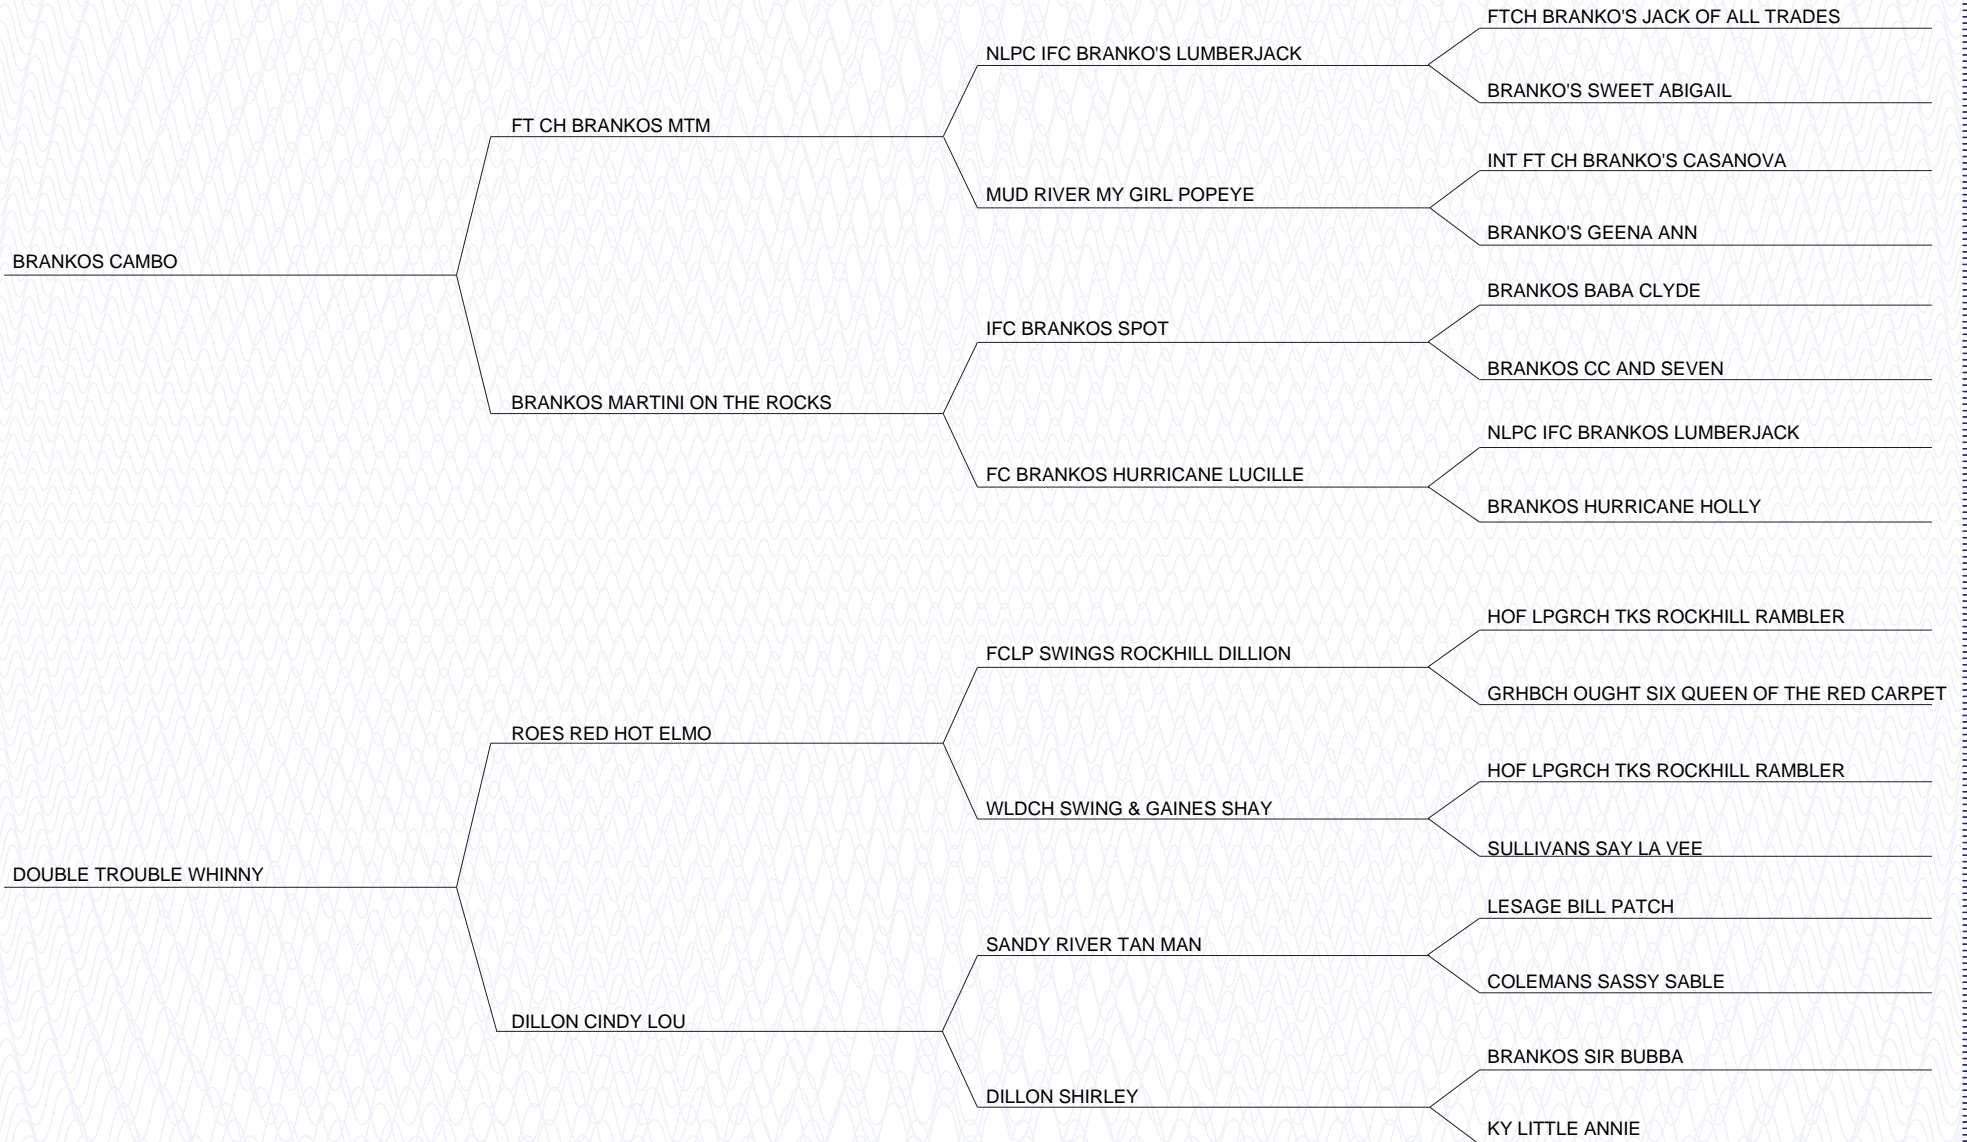 FTCH BRANKO'S JACK OF ALL TRADES
NLPC IFC BRANKO'S LUMBERJACK
BRANKO'S SWEET ABIGAIL
FT CH BRANKOS MTM
INT FT CH BRANKO'S CASANOVA
MUD RIVER MY GIRL POPEYE
BRANKO'S GEENA ANN
BRANKOS CAMBO
BRANKOS BABA CLYDE
IFC BRANKOS SPOT
BRANKOS CC AND SEVEN
BRANKOS MARTINI ON THE ROCKS
NLPC IFC BRANKOS LUMBERJACK
FC BRANKOS HURRICANE LUCILLE
BRANKOS HURRICANE HOLLY
HOF LPGRCH TKS ROCKHILL RAMBLER
FCLP SWINGS ROCKHILL DILLION
GRHBCH OUGHT SIX QUEEN OF THE RED CARPET
ROES RED HOT ELMO
HOF LPGRCH TKS ROCKHILL RAMBLER
WLDCH SWING & GAINES SHAY
SULLIVANS SAY LA VEE
DOUBLE TROUBLE WHINNY
LESAGE BILL PATCH
SANDY RIVER TAN MAN
COLEMANS SASSY SABLE
DILLON CINDY LOU
BRANKOS SIR BUBBA
DILLON SHIRLEY
KY LITTLE ANNIE